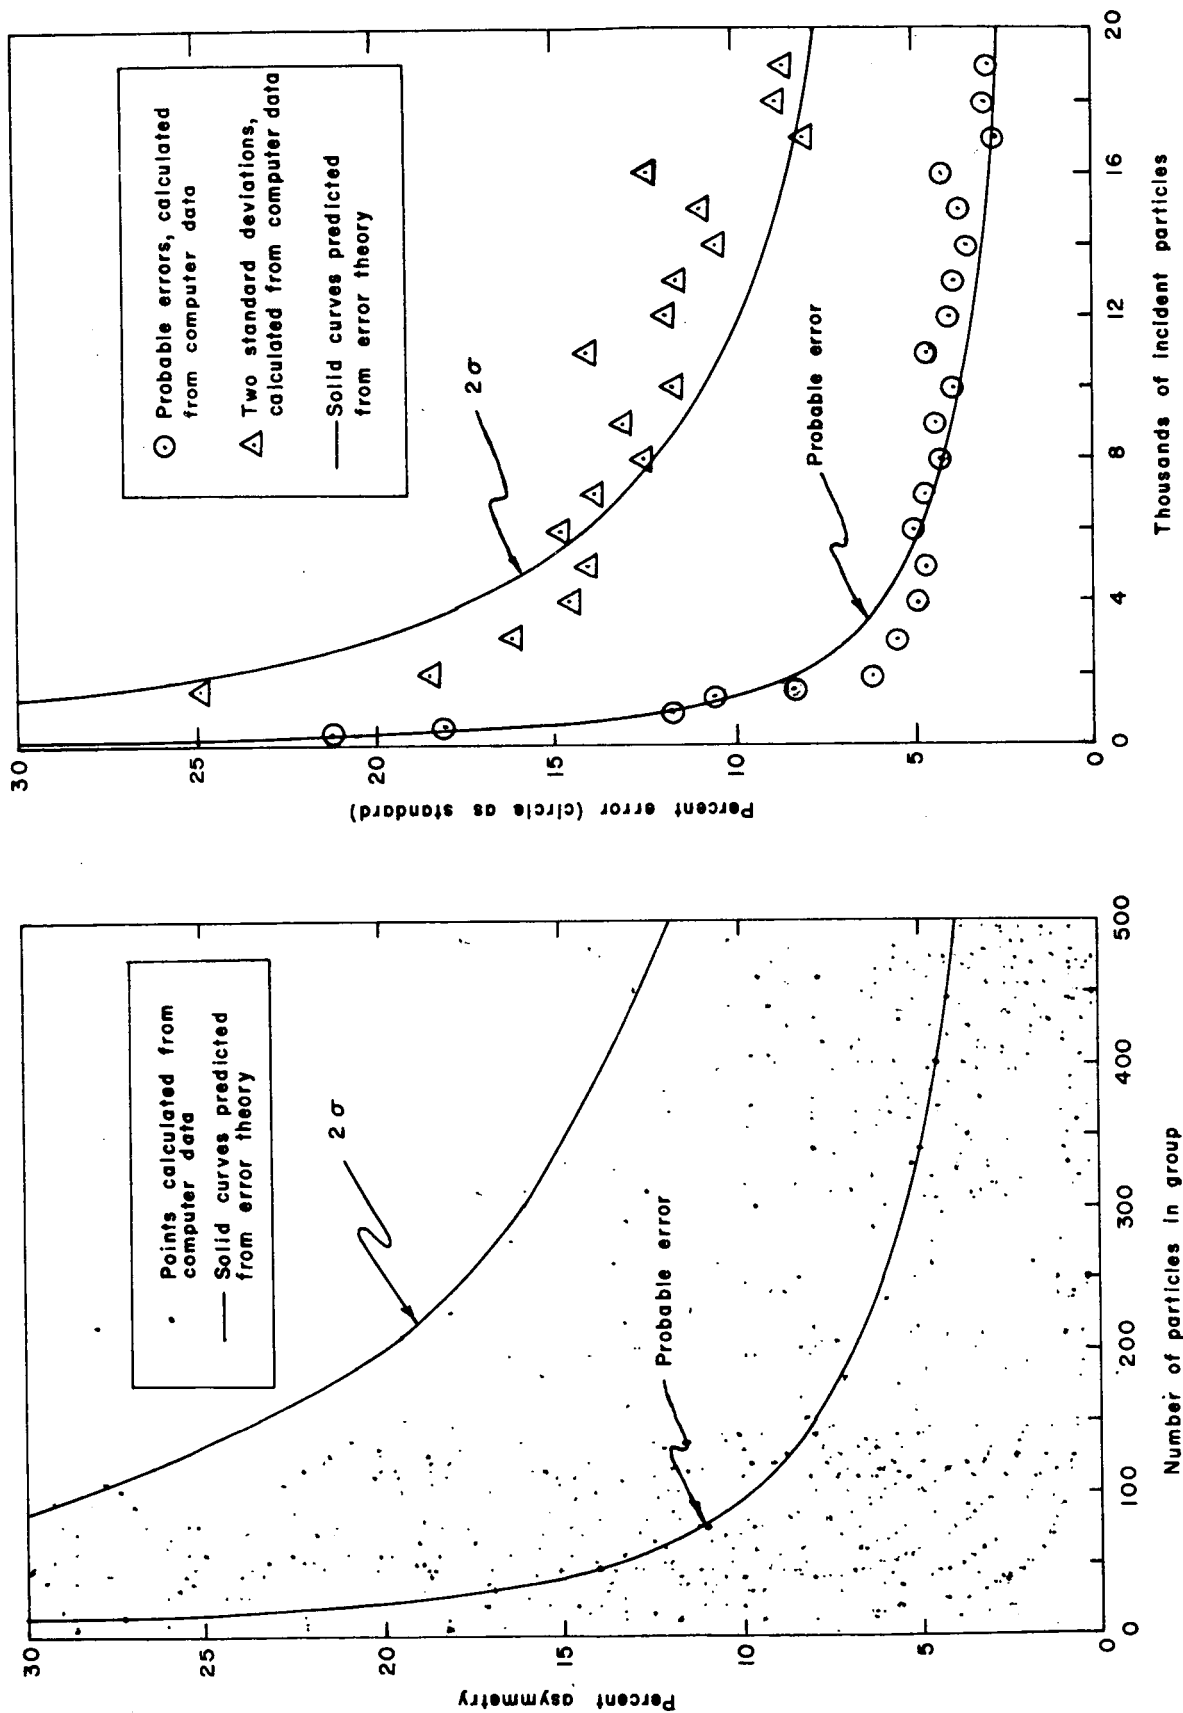 30
25
20
15
10
5
0
Percent asymmetry
0
100
200
300
400
500
Number of particles in group
• Points calculated from
computer data
— Solid curves predicted
from error theory
2σ
Probable error
30
25
20
15
10
5
0
Percent error (circle as standard)
0
4
8
12
16
20
Thousands of incident particles
⊙ Probable errors, calculated
from computer data
△ Two standard deviations,
calculated from computer data
— Solid curves predicted
from error theory
2σ
Probable error